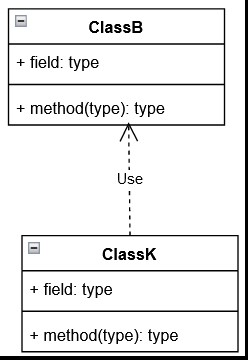 ClassB
+ field: type
+ method(type): type
Use
ClassK
+ field: type
+ method(type): type